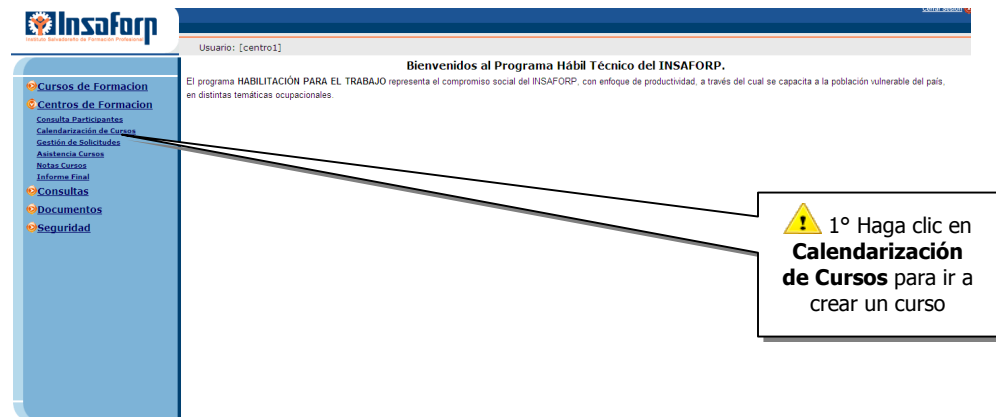 Cerrar sesión
Insaforp
Instituto Salvadoreño de Formación Profesional
Usuario: [centro1]
Bienvenidos al Programa Hábil Técnico del INSAFORP.
El programa HABILITACIÓN PARA EL TRABAJO representa el compromiso social del INSAFORP, con enfoque de productividad, a través del cual se capacita a la población vulnerable del país,
en distintas temáticas ocupacionales.
Cursos de Formacion
Centros de Formacion
Consulta Participantes
Calendarización de Cursos
Gestión de Solicitudes
Asistencia Cursos
Notas Cursos
Informe Final
Consultas
Documentos
Seguridad
1° Haga clic en
Calendarización
de Cursos para ir a
crear un curso